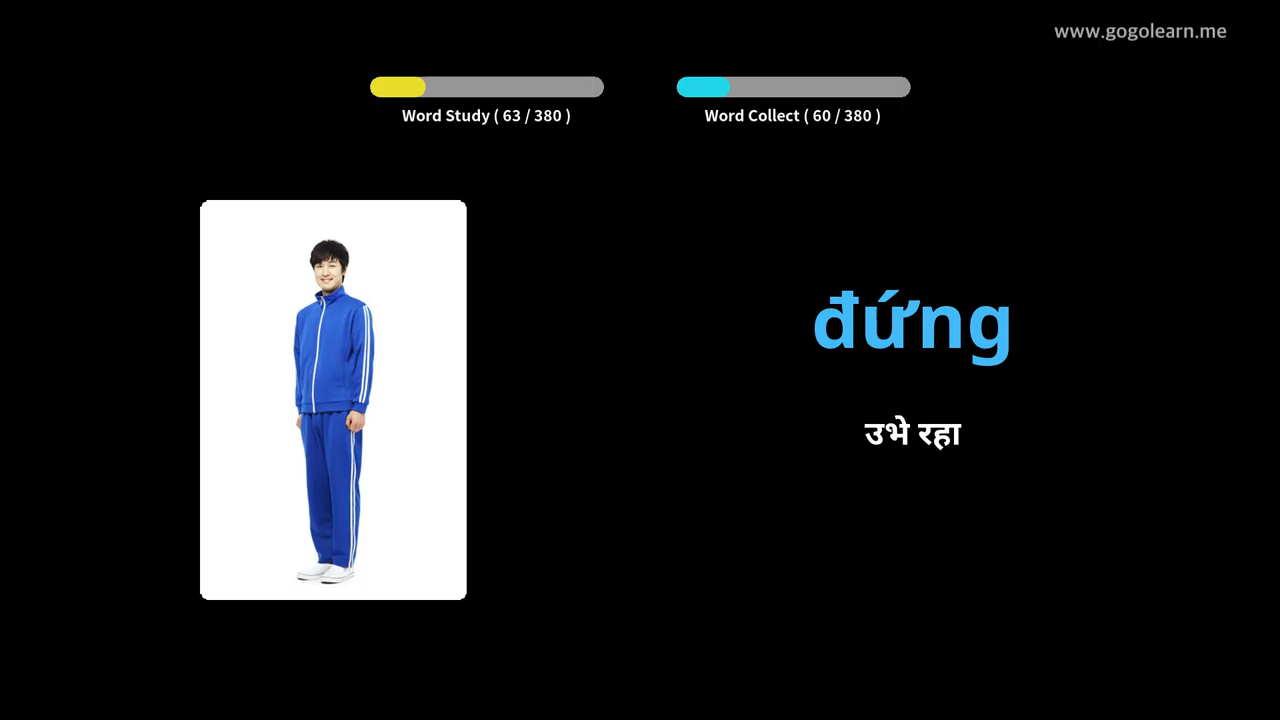 www.gogolearn.me
Word Study ( 63 / 380 )
Word Collect ( 60 / 380 )
đứng
उभे रहा